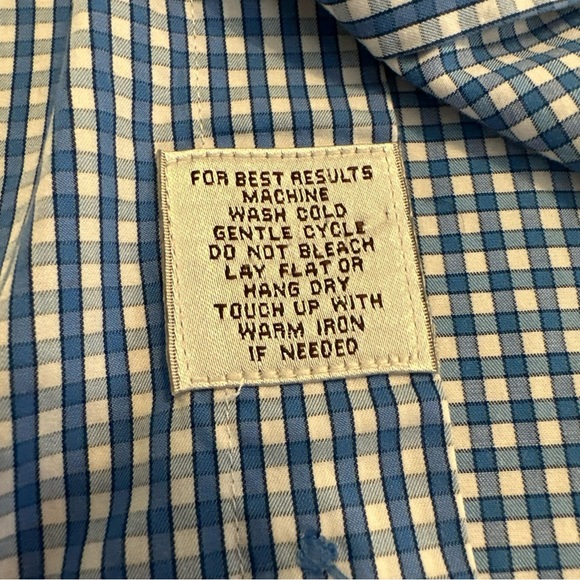 FOR BEST RESULTS
MACHINE
WASH COLD
GENTLE CYCLE
DO NOT BLEACH
LAY FLAT OR
HANG DRY
TOUCH UP WITH
WARM IRON
IF NEEDED